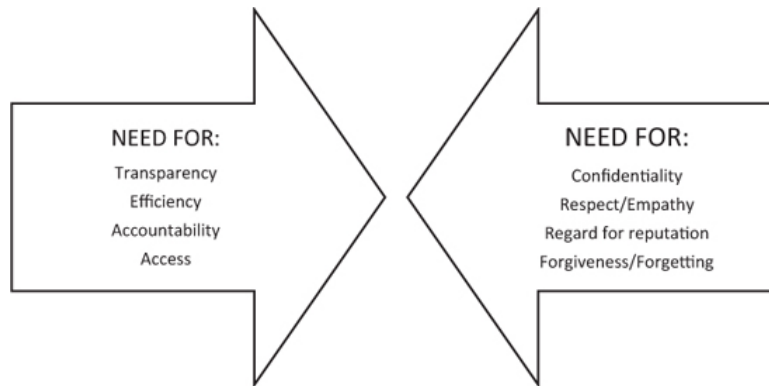 NEED FOR:
Transparency
Efficiency
Accountability
Access
NEED FOR:
Confidentiality
Respect/Empathy
Regard for reputation
Forgiveness/Forgetting